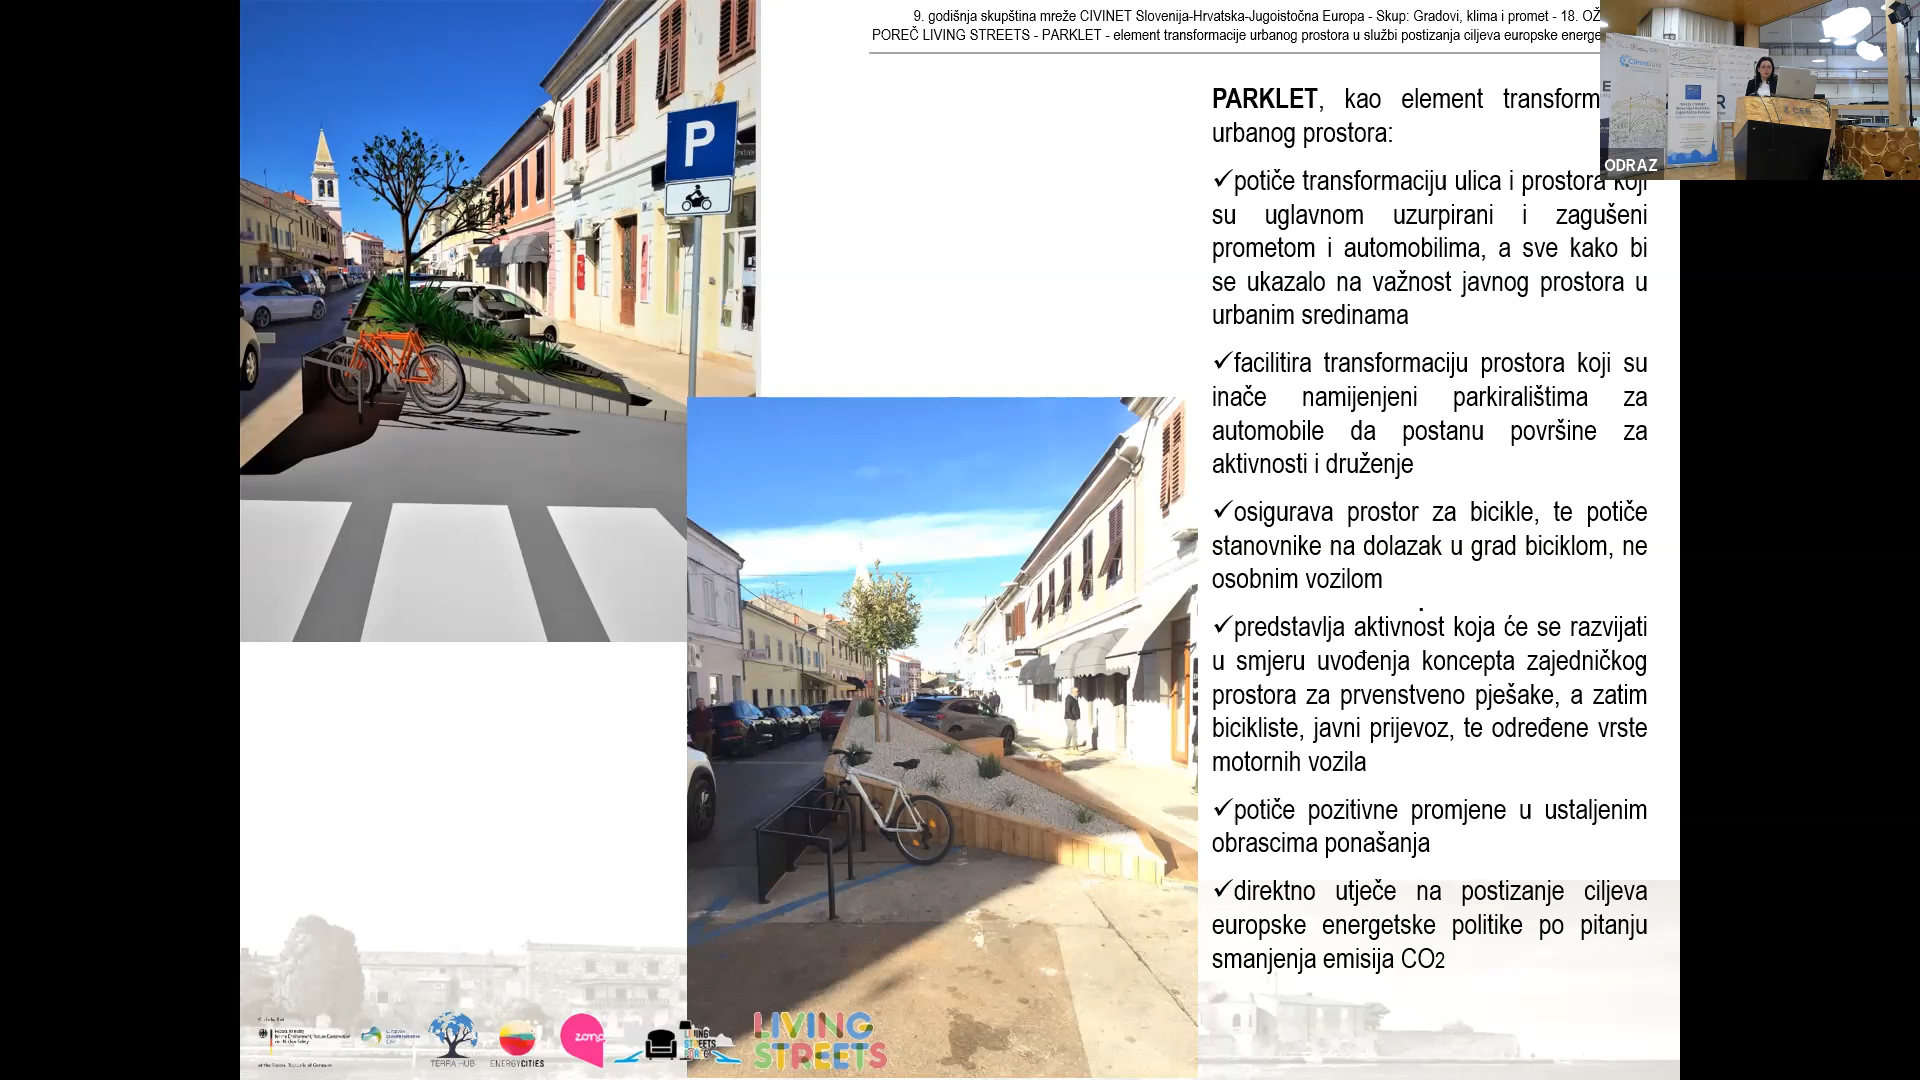 9. godišnja skupština mreže CIVINET Slovenija-Hrvatska-Jugoistočna Europa - Skup: Gradovi, klima i promet - 18.
POREČ LIVING STREETS - PARKLET - element transformacije urbanog prostora u službi postizanja ciljeva europske
PARKLET, kao element
urbanog prostora:
✓potiče transformaciju ulica i prostora koji
su uglavnom uzurpirani i zagušeni
prometom i automobilima, a sve kako bi
se ukazalo na važnost javnog prostora u
urbanim sredinama
✓facilitira transformaciju prostora koji su
inače namijenjeni parkiralištima za
automobile da postanu površine za
aktivnosti i druženje
✓osigurava prostor za bicikle, te potiče
stanovnike na dolazak u grad biciklom, ne
osobnim vozilom
✓predstavlja aktivnost koja će se razvijati
u smjeru uvođenja koncepta zajedničkog
prostora za prvenstveno pješake, a zatim
bicikliste, javni prijevoz, te određene vrste
motornih vozila
✓potiče pozitivne promjene u ustaljenim
obrascima ponašanja
✓direktno utječe na postizanje ciljeva
europske energetske politike po pitanju
smanjenja emisija CO2
P
ODRAZ
TERRA HUB
ENERGYCITIES
zona
LIVING
STREETS
POREČ
LIVING
STREETS